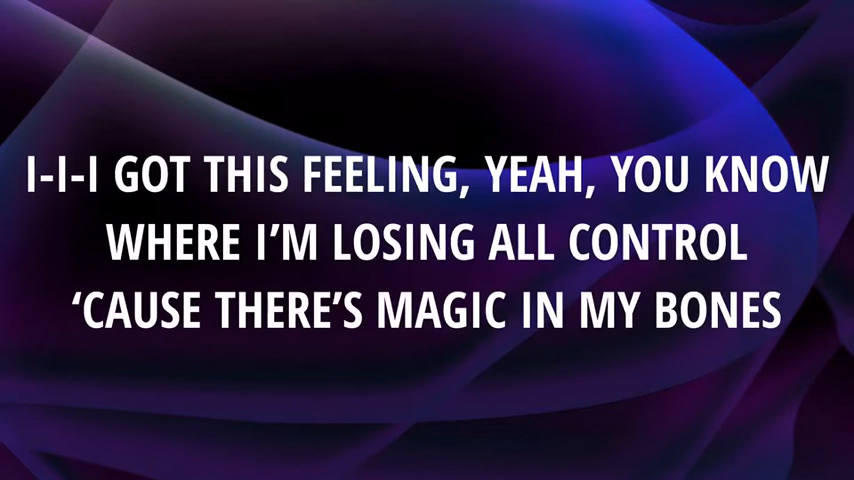 I-I-I GOT THIS FEELING, YEAH, YOU KNOW
WHERE I’M LOSING ALL CONTROL
‘CAUSE THERE’S MAGIC IN MY BONES